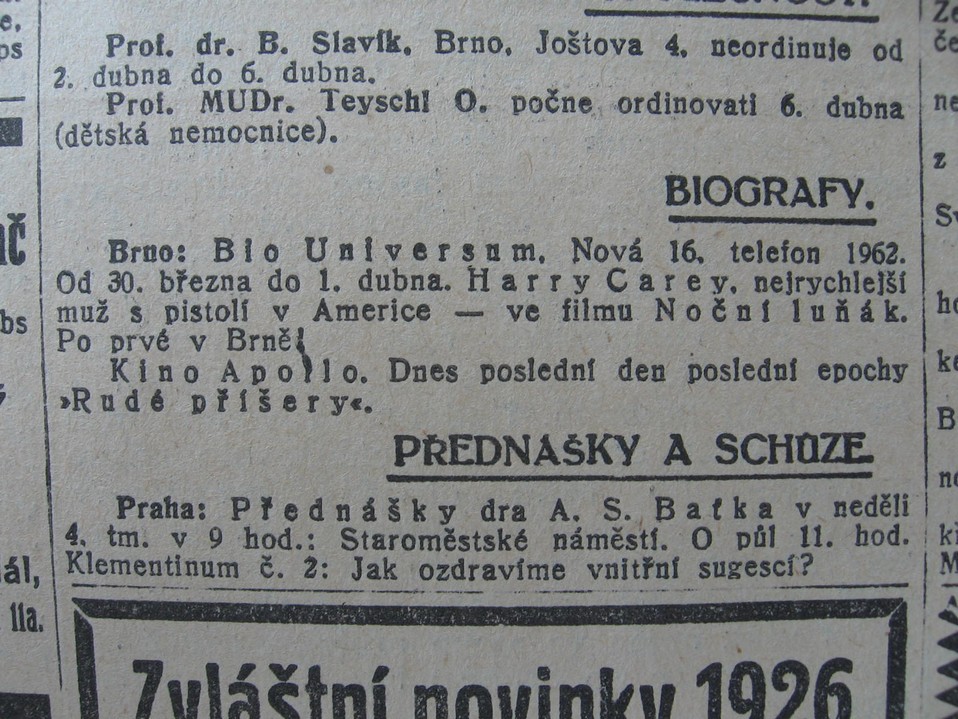 Prof. dr. B. Slavík, Brno, Joštova 4, neordinuje od
2. dubna do 6. dubna.
Prof. MUDr. Teyschl O. počne ordinovati 6. dubna
(dětská nemocnice).
BIOGRAFY.
Brno: Bio Universum, Nová 16, telefon 1962.
Od 30. března do 1. dubna. Harry Carey, nejrychlejší
muž s pistolí v Americe — ve filmu Noční luňák.
Po prvé v Brně!
Kino Apollo. Dnes poslední den poslední epochy
»Rudé příšery«.
PŘEDNÁŠKY A SCHŮZE
Praha: Přednášky dra A. S. Baťka v neděli
4. tm. v 9 hod.: Staroměstské náměstí. O půl 11. hod.
Klementinum č. 2: Jak ozdravíme vnitřní sugescí?
Zvláštní novinky 1926